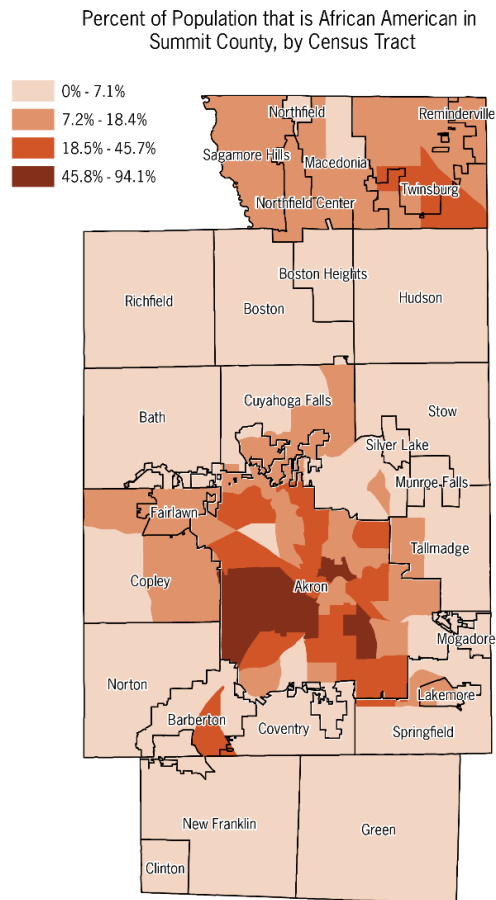 Percent of Population that is African American in
Summit County, by Census Tract
0% - 7.1%
7.2% - 18.4%
18.5% - 45.7%
45.8% - 94.1%
Northfield
Reminderville
Sagamore Hills
Macedonia
Twinsburg
Northfield Center
Boston Heights
Richfield
Boston
Hudson
Cuyahoga Falls
Bath
Stow
Silver Lake
Munroe Falls
Fairlawn
Tallmadge
Copley
Akron
Mogadore
Norton
Lakemore
Barberton
Coventry
Springfield
New Franklin
Green
Clinton